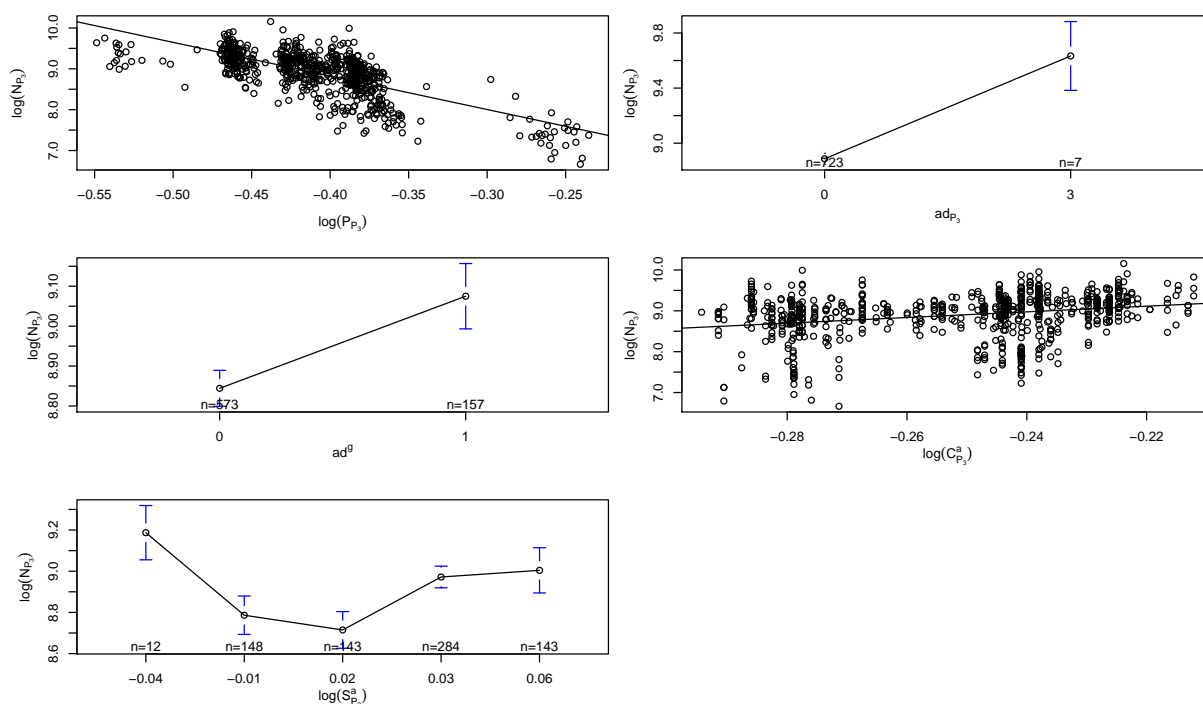 log(N_P₃)
7.0 8.0 9.0 10.0
−0.55 −0.50 −0.45 −0.40 −0.35 −0.30 −0.25
log(P_P₃)
log(N_P₃)
9.0 9.4 9.8
n=723 n=7
0 3
ad_P₃
log(N_P₃)
8.80 8.90 9.00 9.10
n=573 n=157
0 1
ad^g
log(N_P₃)
7.0 8.0 9.0 10.0
−0.28 −0.26 −0.24 −0.22
log(C^a_P₃)
log(N_P₃)
8.6 8.8 9.0 9.2
n=12 n=148 n=143 n=284 n=143
−0.04 −0.01 0.02 0.03 0.06
log(S^a_P₃)